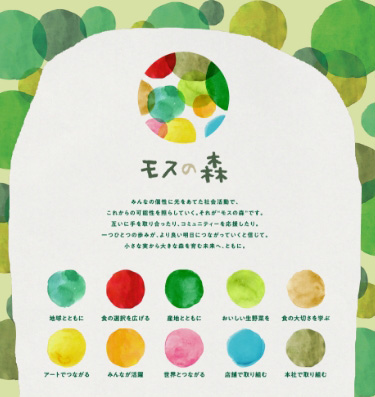 モスの森
みんなの個性に光をあてた社会活動で、
これからの可能性を照らしていく。それが“モスの森”です。
互いに手を取り合ったり、コミュニティーを応援したり。
一つひとつの歩みが、より良い明日につながっていくと信じて。
小さな実から大きな森を育む未来へ、ともに。
地球とともに 食の選択を広げる 産地とともに おいしい生野菜を 食の大切さを学ぶ
アートでつながる みんなが活躍 世界とつながる 店舗で取り組む 本社で取り組む